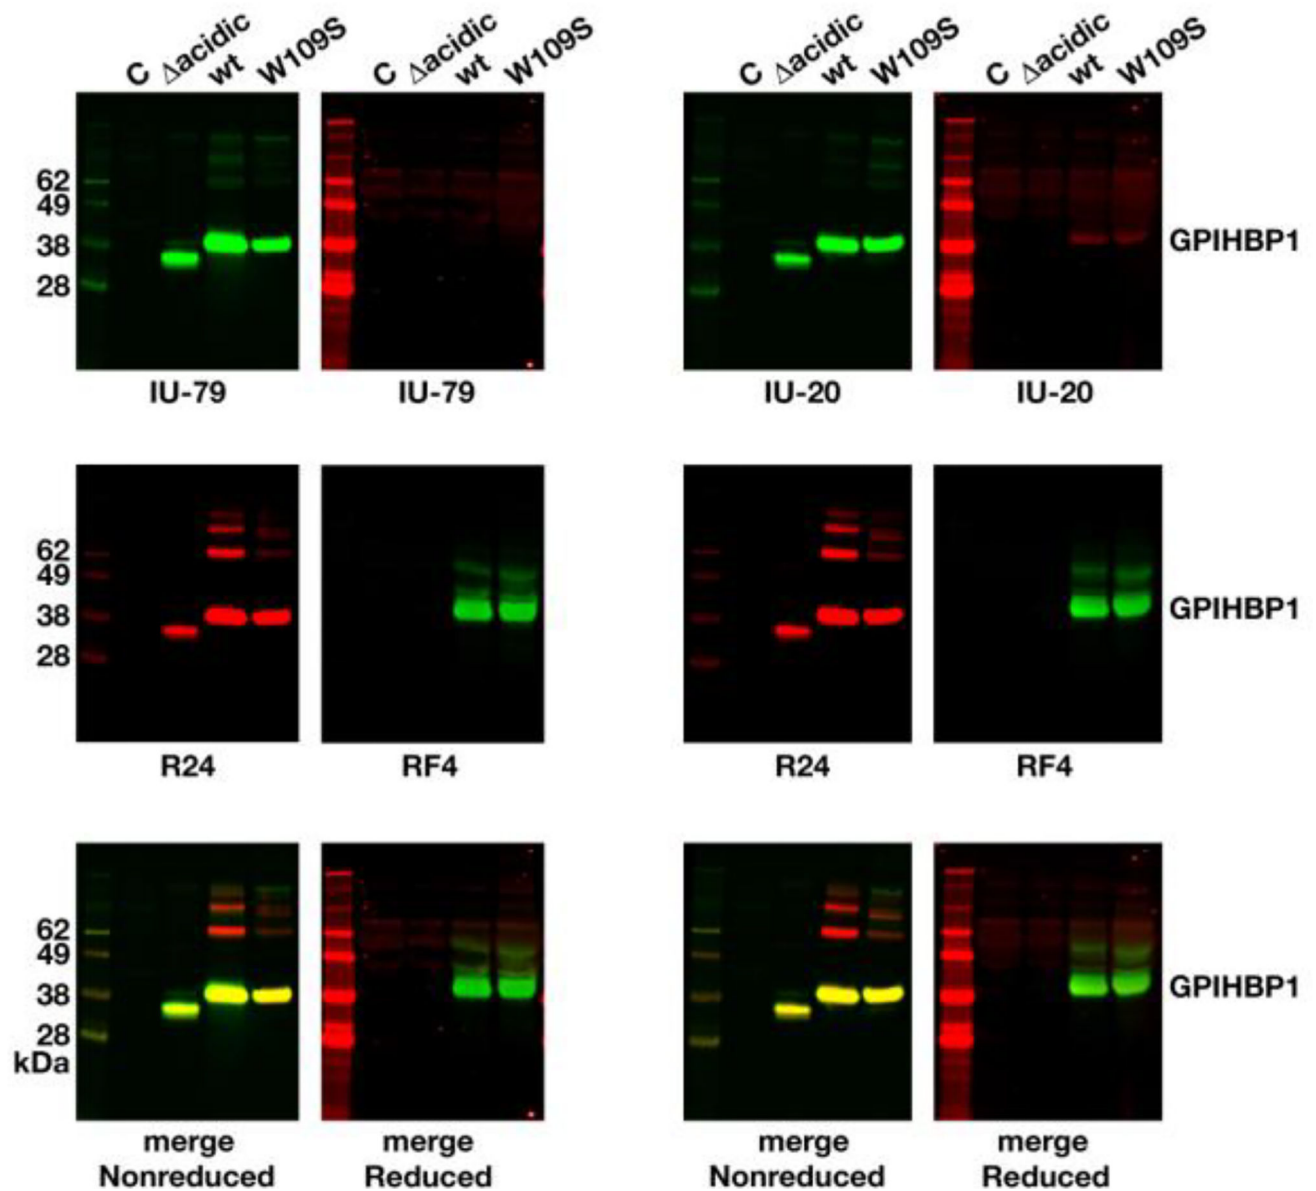 C Δacidic wt W109S C Δacidic wt W109S C Δacidic wt W109S C Δacidic wt W109S
62
49
38
28
GPIHBP1
IU-79 IU-79 IU-20 IU-20
62
49
38
28
GPIHBP1
R24 RF4 R24 RF4
62
49
38
28
kDa
GPIHBP1
merge merge merge merge
Nonreduced Reduced Nonreduced Reduced